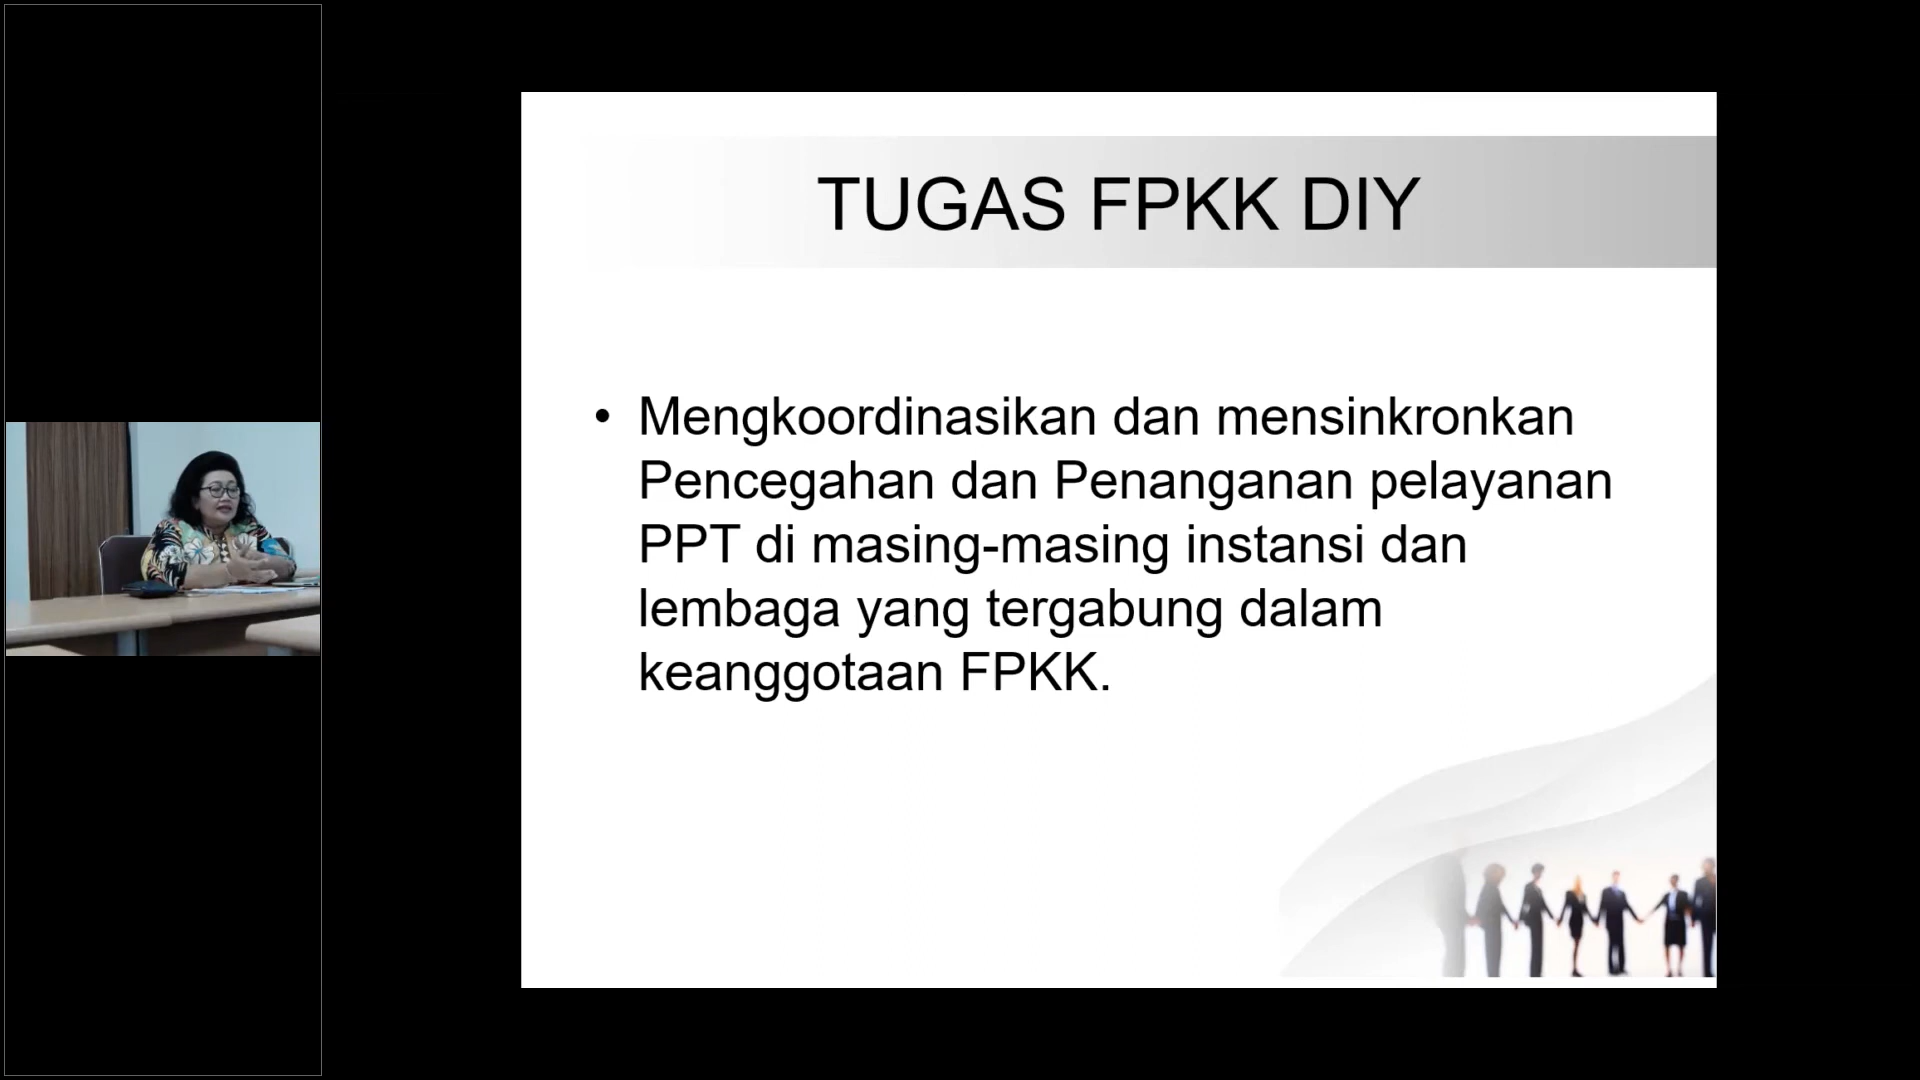 TUGAS FPKK DIY
• Mengkoordinasikan dan mensinkronkan
Pencegahan dan Penanganan pelayanan
PPT di masing-masing instansi dan
lembaga yang tergabung dalam
keanggotaan FPKK.